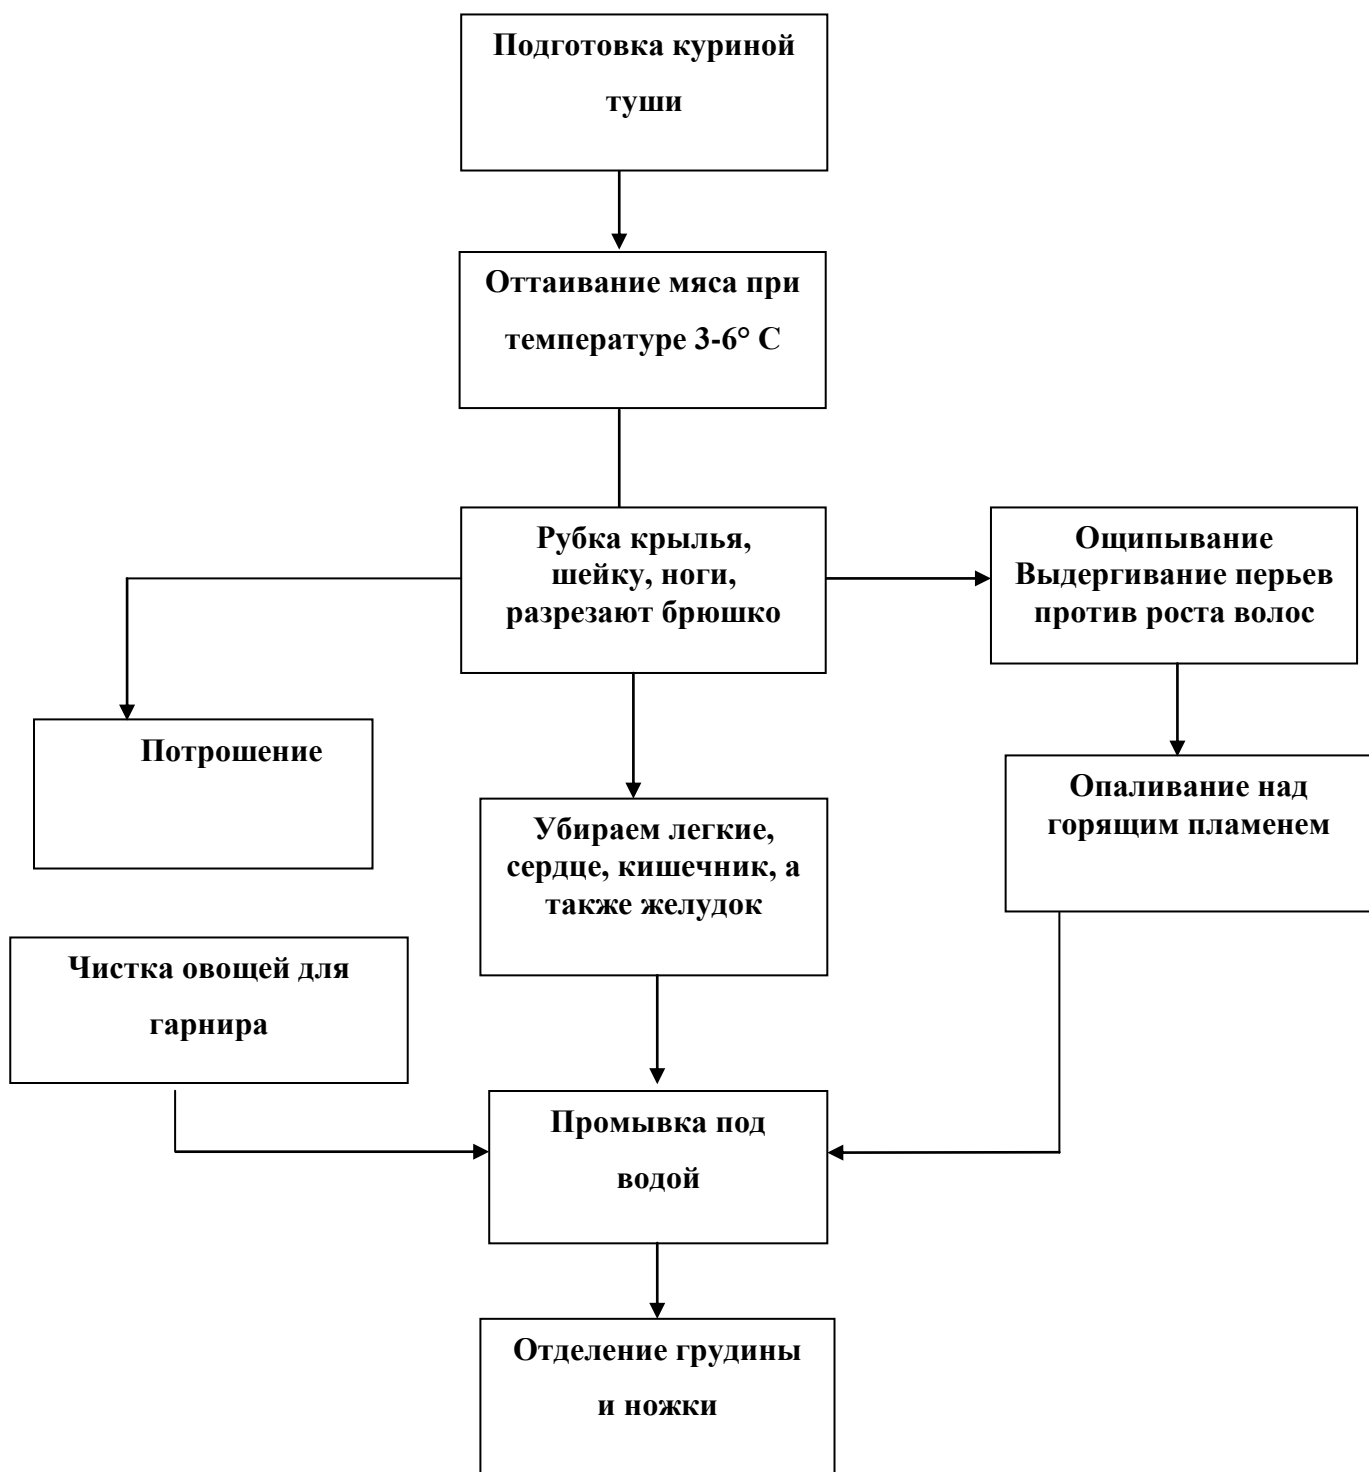 Подготовка куриной
туши
Оттаивание мяса при
температуре 3-6° С
Рубка крылья,
шейку, ноги,
разрезают брюшко
Ощипывание
Выдергивание перьев
против роста волос
Потрошение
Убираем легкие,
сердце, кишечник, а
также желудок
Опаливание над
горящим пламенем
Чистка овощей для
гарнира
Промывка под
водой
Отделение грудины
и ножки